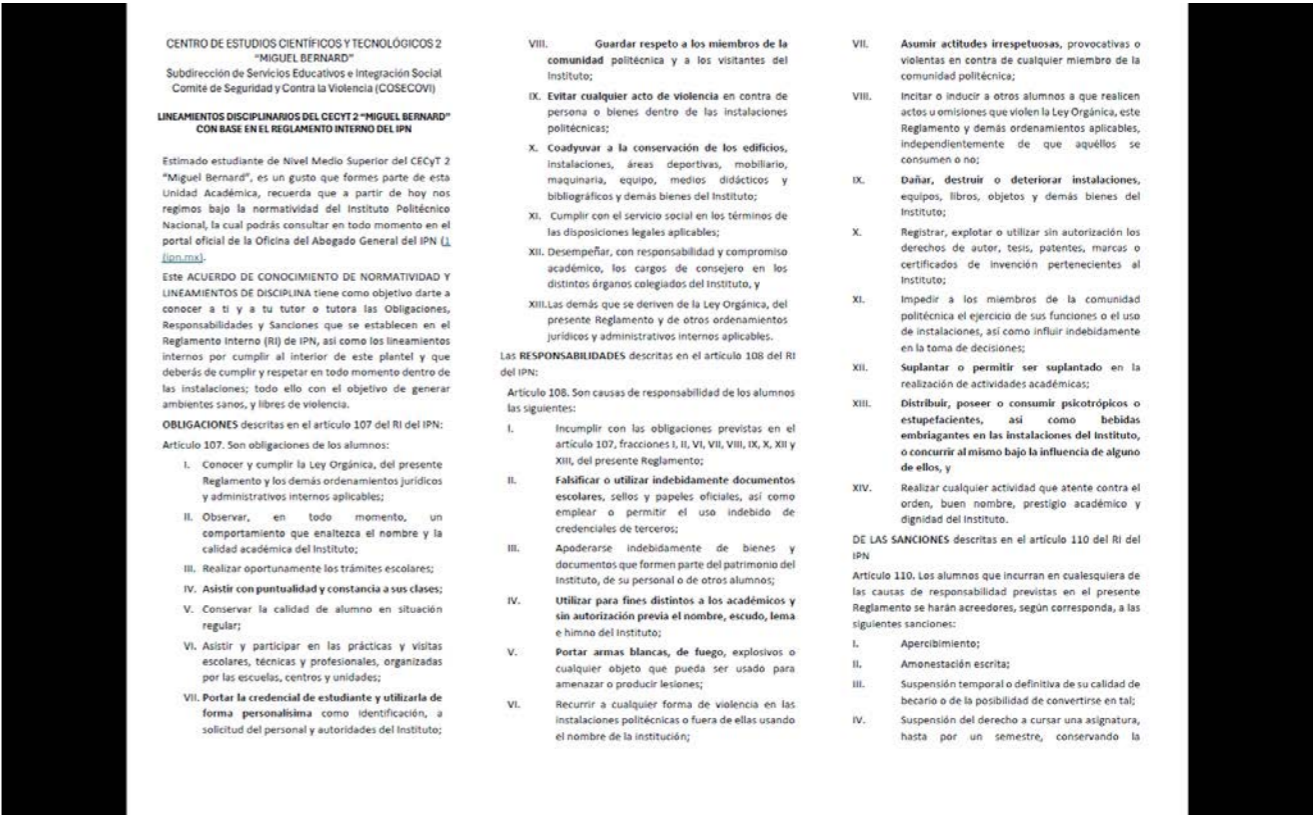 CENTRO DE ESTUDIOS CIENTÍFICOS Y TECNOLÓGICOS 2
“MIGUEL BERNARD”
Subdirección de Servicios Educativos e Integración Social
Comité de Seguridad y Contra la Violencia (COSECOVI)
LINEAMIENTOS DISCIPLINARIOS DEL CECYT 2 “MIGUEL BERNARD”
CON BASE EN EL REGLAMENTO INTERNO DEL IPN
Estimado estudiante de Nivel Medio Superior del CECyT 2
“Miguel Bernard”, es un gusto que formes parte de esta
Unidad Académica, recuerda que a partir de hoy nos
regimos bajo la normatividad del Instituto Politécnico
Nacional, la cual podrás consultar en todo momento en el
portal oficial de la Oficina del Abogado General del IPN (1
(ipn.mx).
Este ACUERDO DE CONOCIMIENTO DE NORMATIVIDAD Y
LINEAMIENTOS DE DISCIPLINA tiene como objetivo darte a
conocer a ti y a tu tutor o tutora las Obligaciones,
Responsabilidades y Sanciones que se establecen en el
Reglamento Interno (RI) de IPN, así como los lineamientos
internos por cumplir al interior de este plantel y que
deberás de cumplir y respetar en todo momento dentro de
las instalaciones; todo ello con el objetivo de generar
ambientes sanos, y libres de violencia.
OBLIGACIONES descritas en el artículo 107 del RI del IPN:
Artículo 107. Son obligaciones de los alumnos:
I. Conocer y cumplir la Ley Orgánica, del presente
Reglamento y los demás ordenamientos jurídicos
y administrativos internos aplicables;
II. Observar, en todo momento, un
comportamiento que enaltezca el nombre y la
calidad académica del Instituto;
III. Realizar oportunamente los trámites escolares;
IV. Asistir con puntualidad y constancia a sus clases;
V. Conservar la calidad de alumno en situación
regular;
VI. Asistir y participar en las prácticas y visitas
escolares, técnicas y profesionales, organizadas
por las escuelas, centros y unidades;
VII. Portar la credencial de estudiante y utilizarla de
forma personalísima como identificación, a
solicitud del personal y autoridades del Instituto;
VIII. Guardar respeto a los miembros de la
comunidad politécnica y a los visitantes del
Instituto;
IX. Evitar cualquier acto de violencia en contra de
persona o bienes dentro de las instalaciones
politécnicas;
X. Coadyuvar a la conservación de los edificios,
instalaciones, áreas deportivas, mobiliario,
maquinaria, equipo, medios didácticos y
bibliográficos y demás bienes del Instituto;
XI. Cumplir con el servicio social en los términos de
las disposiciones legales aplicables;
XII. Desempeñar, con responsabilidad y compromiso
académico, los cargos de consejero en los
distintos órganos colegiados del Instituto, y
XIII.Las demás que se deriven de la Ley Orgánica, del
presente Reglamento y de otros ordenamientos
jurídicos y administrativos internos aplicables.
Las RESPONSABILIDADES descritas en el artículo 108 del RI
del IPN:
Artículo 108. Son causas de responsabilidad de los alumnos
las siguientes:
I. Incumplir con las obligaciones previstas en el
artículo 107, fracciones I, II, VI, VII, VIII, IX, X, XII y
XIII, del presente Reglamento;
II. Falsificar o utilizar indebidamente documentos
escolares, sellos y papeles oficiales, así como
emplear o permitir el uso indebido de
credenciales de terceros;
III. Apoderarse indebidamente de bienes y
documentos que formen parte del patrimonio del
Instituto, de su personal o de otros alumnos;
IV. Utilizar para fines distintos a los académicos y
sin autorización previa el nombre, escudo, lema
e himno del Instituto;
V. Portar armas blancas, de fuego, explosivos o
cualquier objeto que pueda ser usado para
amenazar o producir lesiones;
VI. Recurrir a cualquier forma de violencia en las
instalaciones politécnicas o fuera de ellas usando
el nombre de la institución;
VII. Asumir actitudes irrespetuosas, provocativas o
violentas en contra de cualquier miembro de la
comunidad politécnica;
VIII. Incitar o inducir a otros alumnos a que realicen
actos u omisiones que violen la Ley Orgánica, este
Reglamento y demás ordenamientos aplicables,
independientemente de que aquéllos se
consumen o no;
IX. Dañar, destruir o deteriorar instalaciones,
equipos, libros, objetos y demás bienes del
Instituto;
X. Registrar, explotar o utilizar sin autorización los
derechos de autor, tesis, patentes, marcas o
certificados de invención pertenecientes al
Instituto;
XI. Impedir a los miembros de la comunidad
politécnica el ejercicio de sus funciones o el uso
de instalaciones, así como influir indebidamente
en la toma de decisiones;
XII. Suplantar o permitir ser suplantado en la
realización de actividades académicas;
XIII. Distribuir, poseer o consumir psicotrópicos o
estupefacientes, así como bebidas
embriagantes en las instalaciones del Instituto,
o concurrir al mismo bajo la influencia de alguno
de ellos, y
XIV. Realizar cualquier actividad que atente contra el
orden, buen nombre, prestigio académico y
dignidad del Instituto.
DE LAS SANCIONES descritas en el artículo 110 del RI del
IPN
Artículo 110. Los alumnos que incurran en cualesquiera de
las causas de responsabilidad previstas en el presente
Reglamento se harán acreedores, según corresponda, a las
siguientes sanciones:
I. Apercibimiento;
II. Amonestación escrita;
III. Suspensión temporal o definitiva de su calidad de
becario o de la posibilidad de convertirse en tal;
IV. Suspensión del derecho a cursar una asignatura,
hasta por un semestre, conservando la